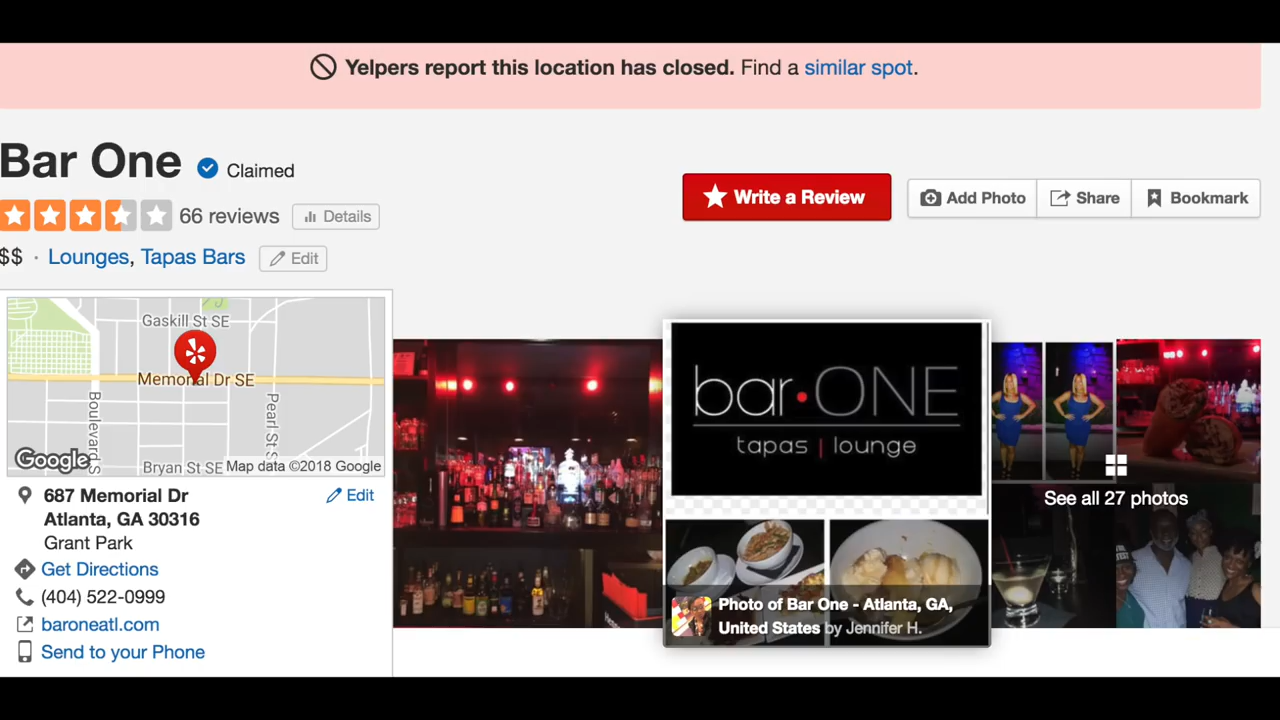 Yelpers report this location has closed. Find a similar spot.
Bar One Claimed
66 reviews Details
$$ · Lounges, Tapas Bars Edit
Write a Review
Add Photo
Share
Bookmark
Gaskill St SE
Memorial Dr SE
Boulevard S
Pearl St S
Bryan St SE
Google
Map data ©2018 Google
687 Memorial Dr
Edit
Atlanta, GA 30316
Grant Park
Get Directions
(404) 522-0999
baroneatl.com
Send to your Phone
bar•ONE
tapas | lounge
Photo of Bar One - Atlanta, GA,
United States by Jennifer H.
See all 27 photos